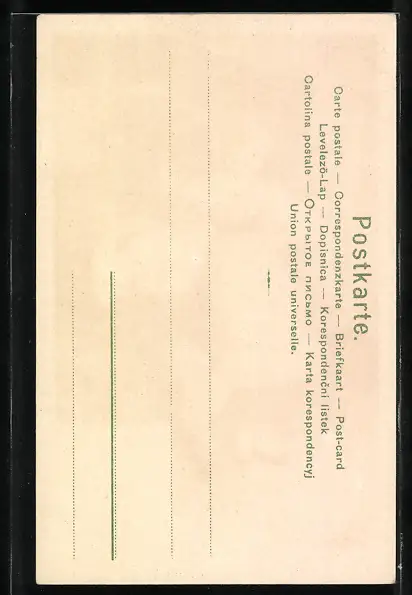 Postkarte.
Carte postale — Correspondenzkarte — Briefkaart — Post-card
Levelező-Lap — Dopisnica — Korespondenční listek
Cartolina postale — Открытое письмо — Karta korespondencyj
Union postale universelle.